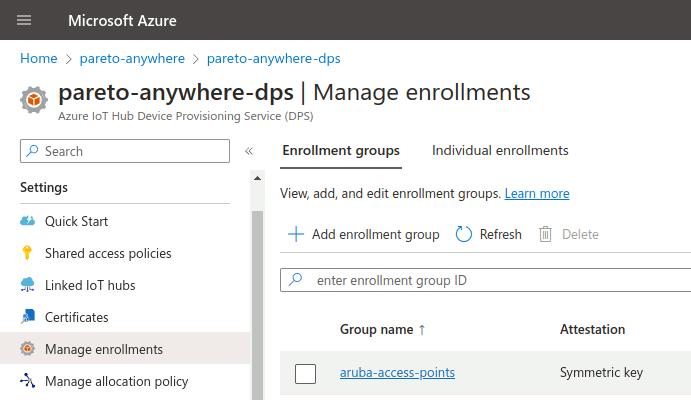 Microsoft Azure
Home > pareto-anywhere > pareto-anywhere-dps
pareto-anywhere-dps | Manage enrollments
Azure IoT Hub Device Provisioning Service (DPS)
Search
«
Settings
Quick Start
Shared access policies
Linked IoT hubs
Certificates
Manage enrollments
Manage allocation policy
Enrollment groups Individual enrollments
View, add, and edit enrollment groups. Learn more
Add enrollment group Refresh Delete
enter enrollment group ID
Group name ↑ Attestation
aruba-access-points Symmetric key